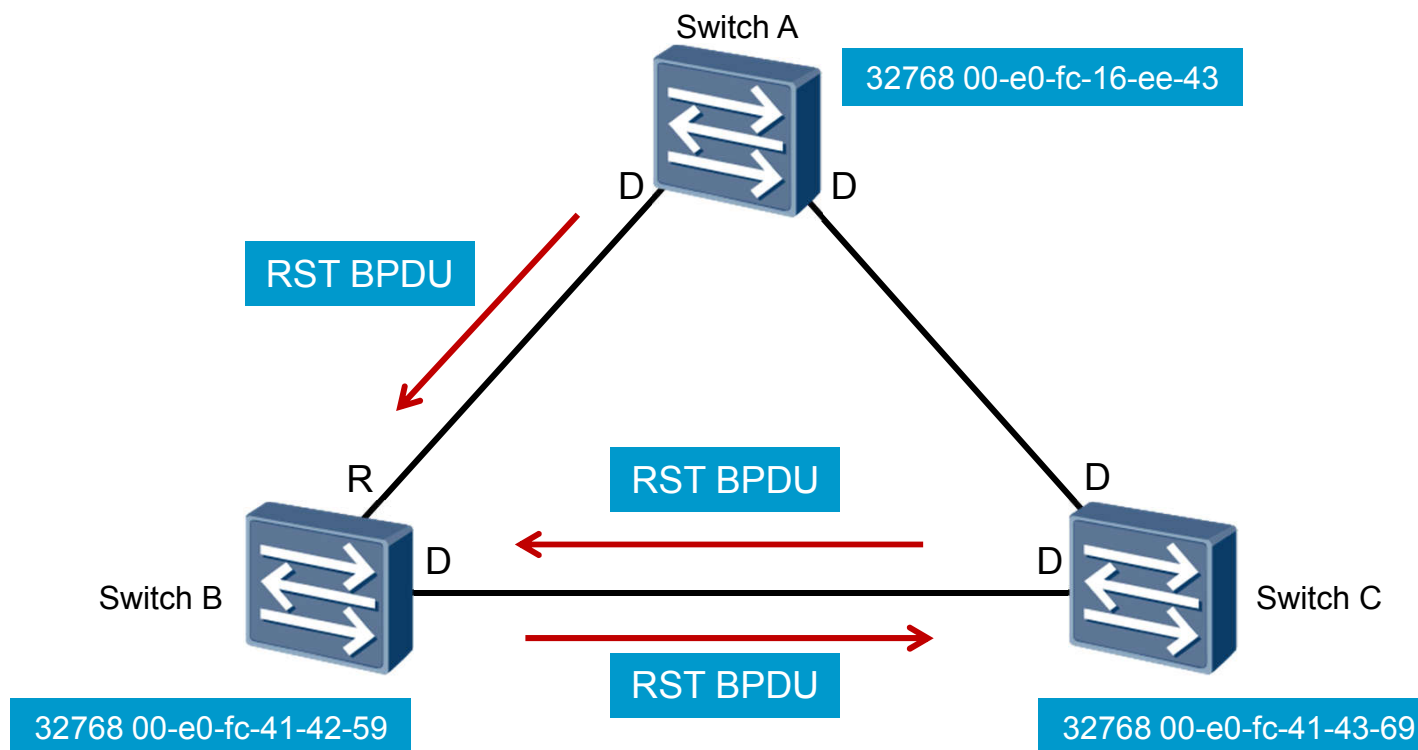 Switch A
32768 00-e0-fc-16-ee-43
D
D
RST BPDU
R
RST BPDU
D
D
D
Switch B
Switch C
RST BPDU
32768 00-e0-fc-41-42-59
32768 00-e0-fc-41-43-69